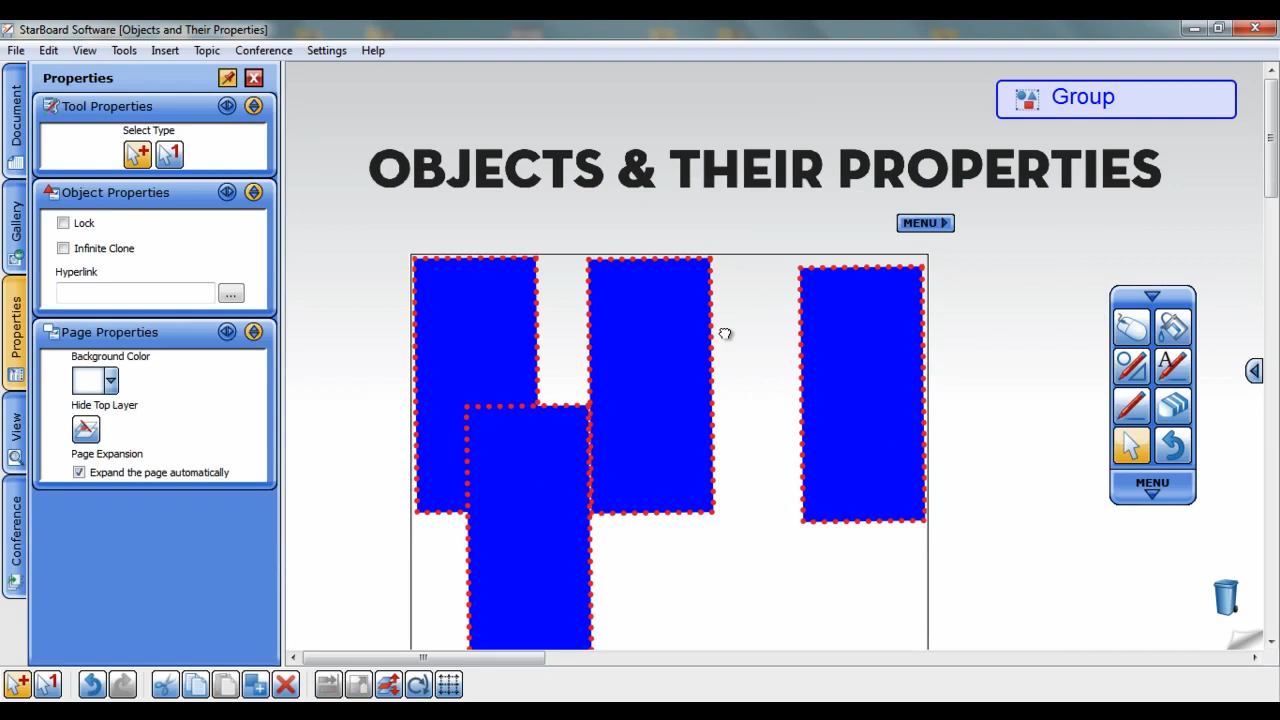 StarBoard Software [Objects and Their Properties]
File Edit View Tools Insert Topic Conference Settings Help
Document
Gallery
Properties
View
Conference
Properties
Tool Properties
Select Type
1
Object Properties
Lock
Infinite Clone
Hyperlink
...
Page Properties
Background Color
Hide Top Layer
Page Expansion
Expand the page automatically
Group
OBJECTS & THEIR PROPERTIES
MENU
A
MENU
1